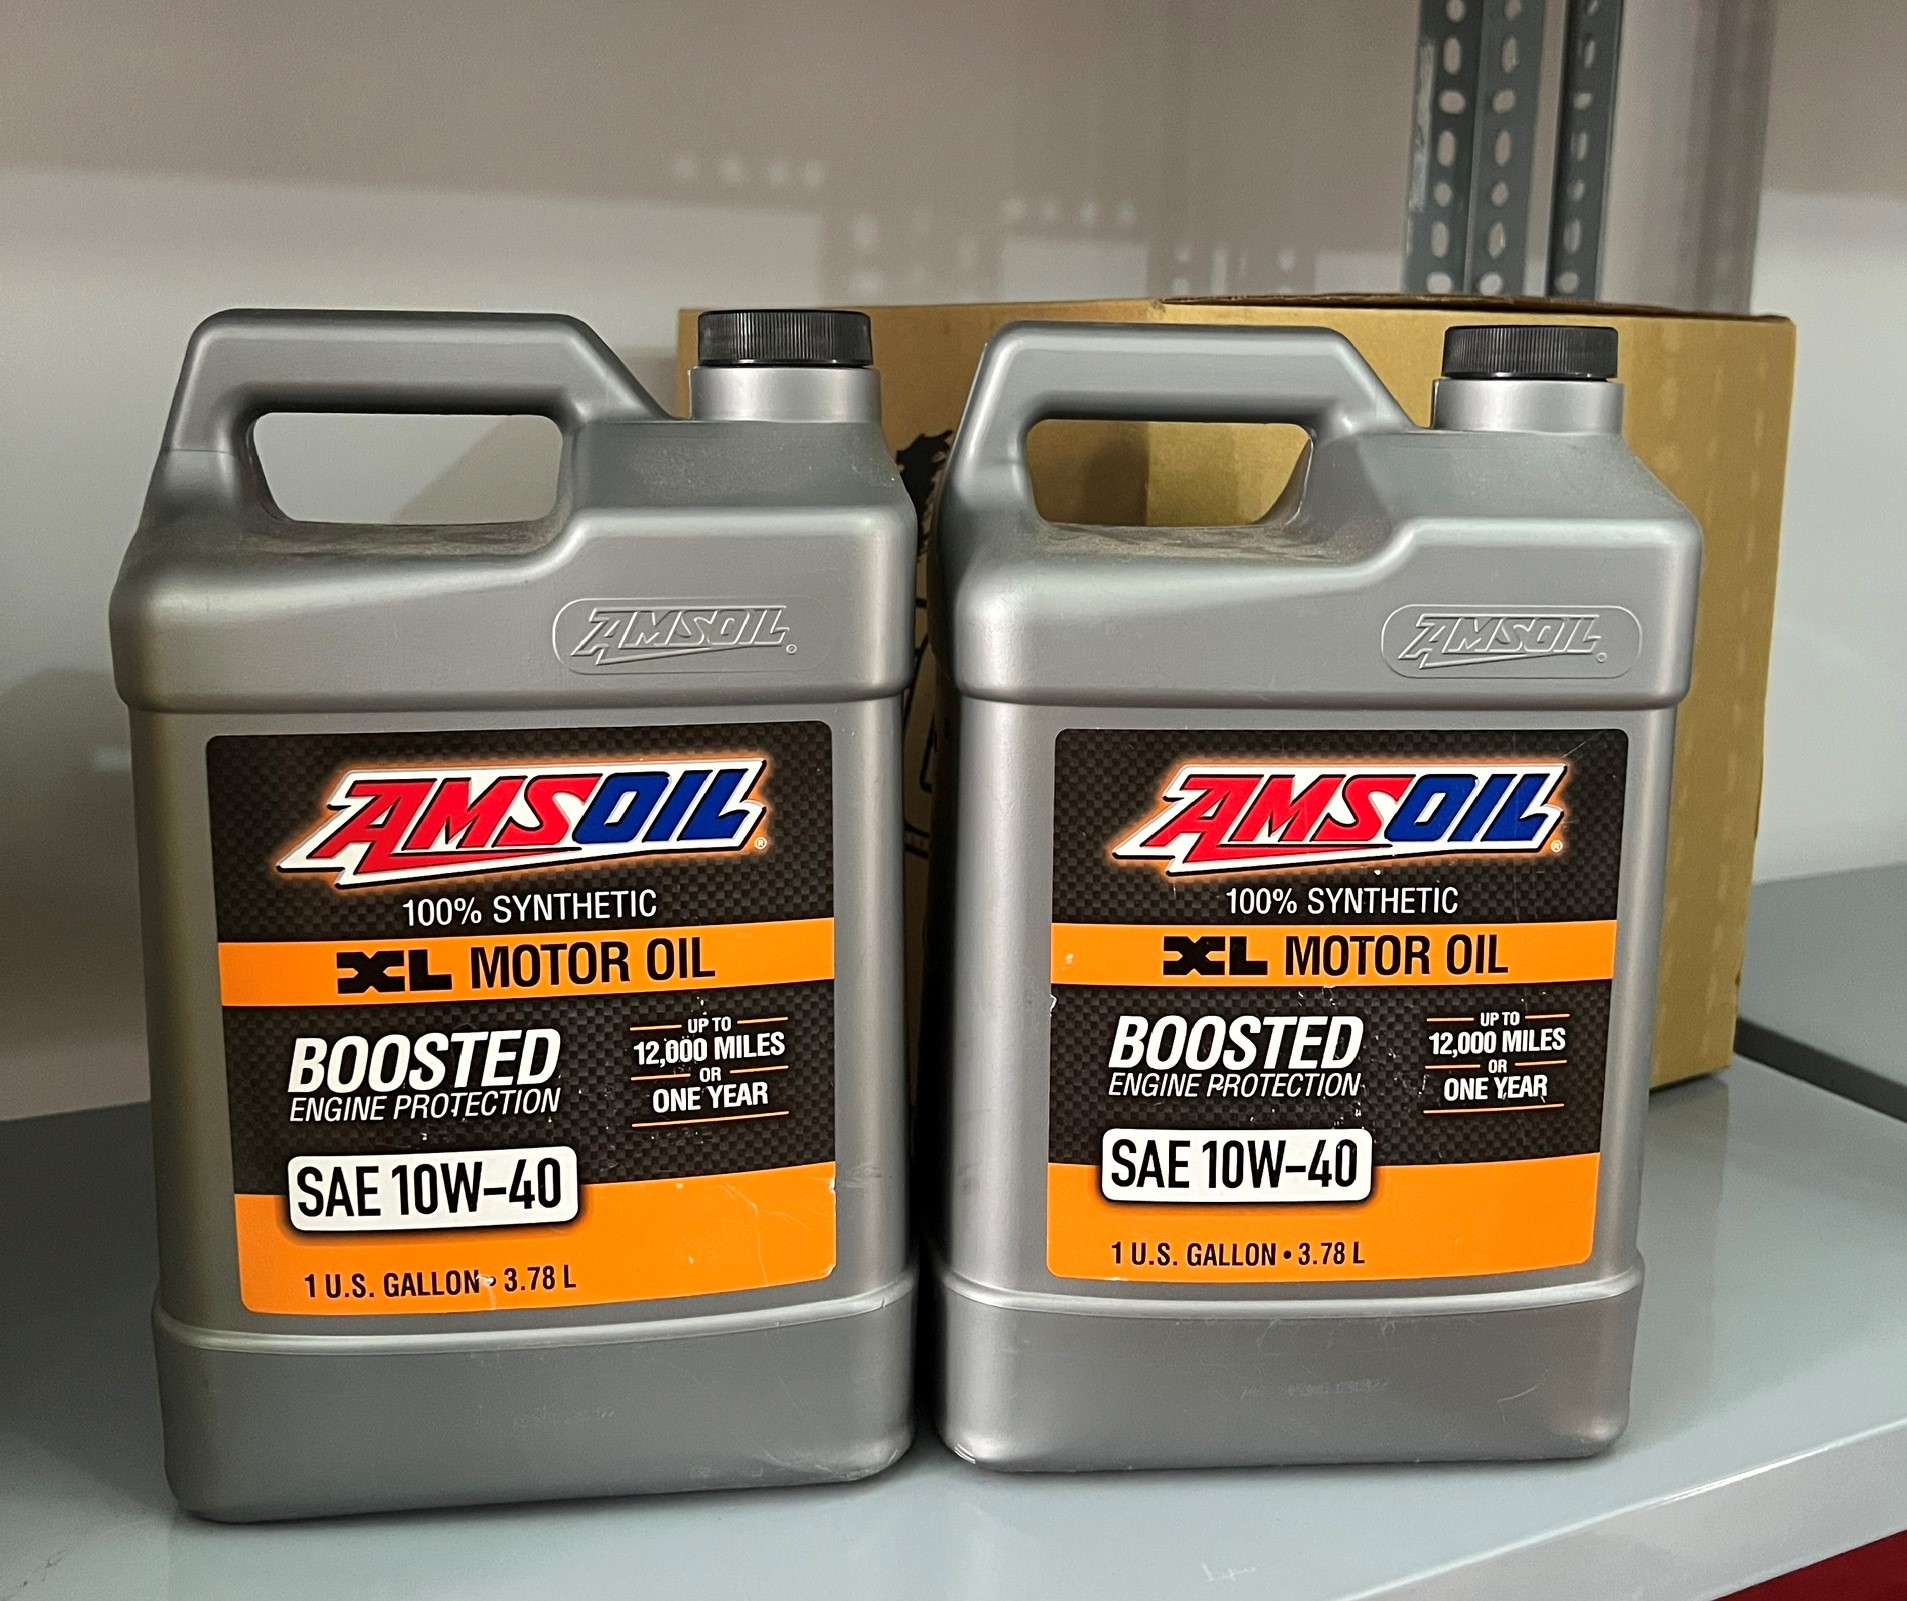 AMSOIL
AMSOIL®
100% SYNTHETIC
XL MOTOR OIL
BOOSTED
ENGINE PROTECTION
UP TO
12,000 MILES
OR
ONE YEAR
SAE 10W-40
1 U.S. GALLON • 3.78 L
AMSOIL
AMSOIL®
100% SYNTHETIC
XL MOTOR OIL
BOOSTED
ENGINE PROTECTION
UP TO
12,000 MILES
OR
ONE YEAR
SAE 10W-40
1 U.S. GALLON • 3.78 L